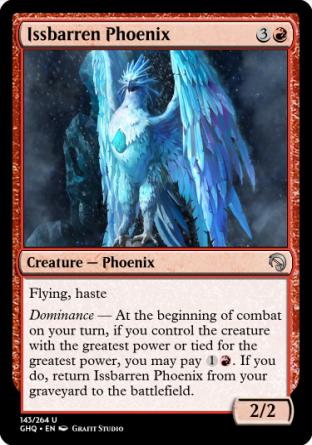 Issbarren Phoenix 3
Creature — Phoenix
Flying, haste
Dominance — At the beginning of combat
on your turn, if you control the creature
with the greatest power or tied for the
greatest power, you may pay 1 . If you
do, return Issbarren Phoenix from your
graveyard to the battlefield.
2/2
143/264 U
GHQ • EN Grafit Studio